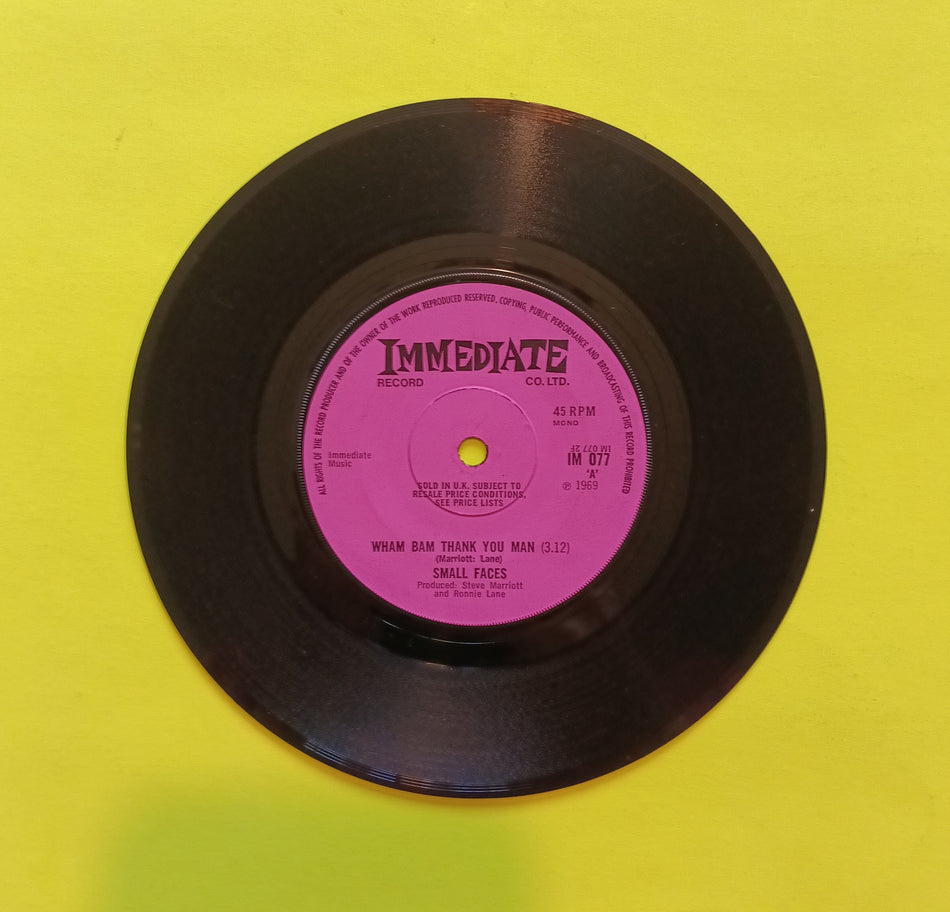 ALL RIGHTS OF THE RECORD PRODUCER AND OF THE OWNER OF THE WORK REPRODUCED RESERVED, COPYING, PUBLIC PERFORMANCE AND BROADCASTING OF THIS RECORD PROHIBITED
IMMEDIATE
RECORD CO. LTD.
45 RPM
MONO
IM 077 2F
IM 077
'A'
℗ 1969
Immediate
Music
SOLD IN U.K. SUBJECT TO
RESALE PRICE CONDITIONS,
SEE PRICE LISTS
WHAM BAM THANK YOU MAN (3.12)
(Marriott: Lane)
SMALL FACES
Produced: Steve Marriott
and Ronnie Lane